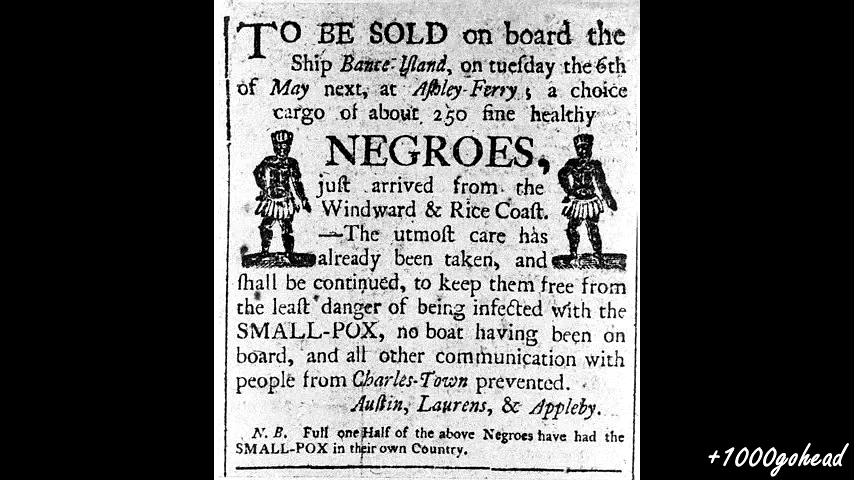 TO BE SOLD on board the
Ship Bance-Iſland, on tueſday the 6th
of May next, at Aſhley-Ferry; a choice
cargo of about 250 fine healthy
NEGROES,
juſt arrived from the
Windward & Rice Coaſt.
—The utmoſt care has
already been taken, and
ſhall be continued, to keep them free from
the leaſt danger of being infected with the
SMALL-POX, no boat having been on
board, and all other communication with
people from Charles-Town prevented.
Auſtin, Laurens, & Appleby.
N. B. Full one Half of the above Negroes have had the
SMALL-POX in their own Country.
+1000gohead